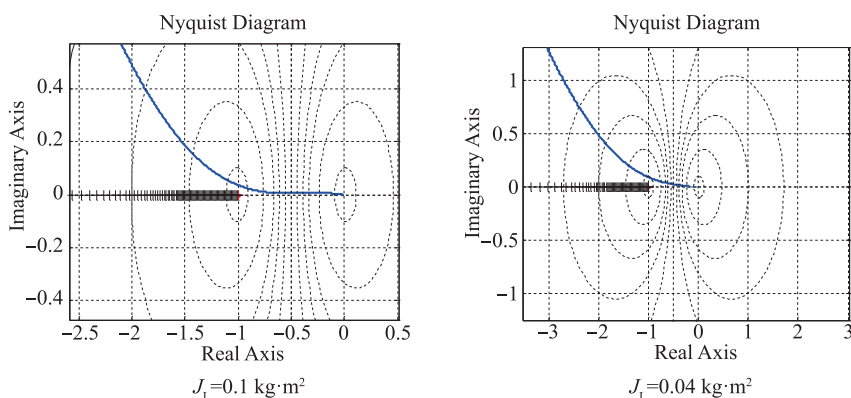 Nyquist Diagram
Imaginary Axis
0.4
0.2
0
−0.2
−0.4
−2.5 −2 −1.5 −1 −0.5 0 0.5
Real Axis
J_L=0.1 kg·m²
Nyquist Diagram
Imaginary Axis
1
0.5
0
−0.5
−1
−3 −2 −1 0 1 2 3
Real Axis
J_L=0.04 kg·m²